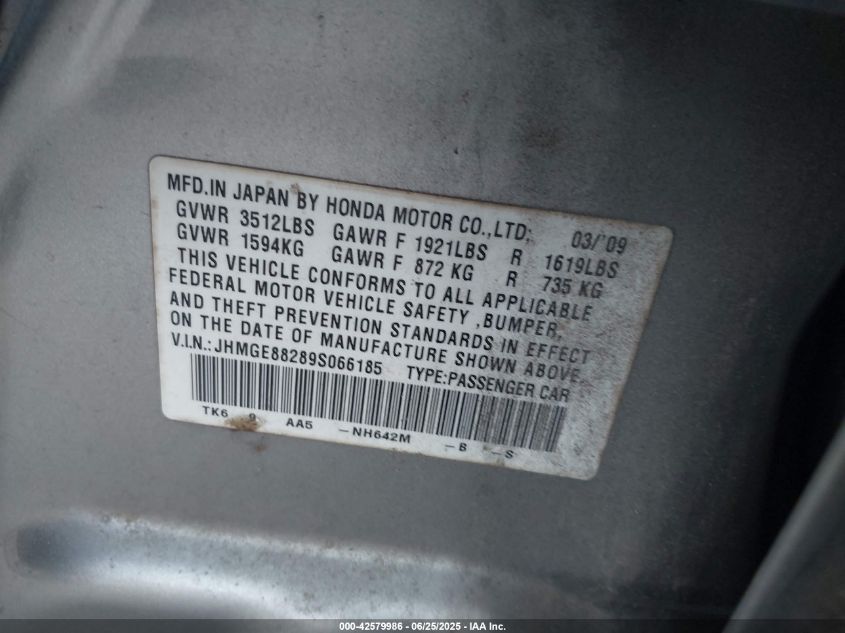 MFD.IN JAPAN BY HONDA MOTOR CO.,LTD, 03/'09
GVWR 3512LBS GAWR F 1921LBS R 1619LBS
GVWR 1594KG GAWR F 872 KG R 735 KG
THIS VEHICLE CONFORMS TO ALL APPLICABLE
FEDERAL MOTOR VEHICLE SAFETY ,BUMPER,
AND THEFT PREVENTION STANDARDS IN EFFECT
ON THE DATE OF MANUFACTURE SHOWN ABOVE.
V.I.N.: JHMGE88289S066185 TYPE:PASSENGER CAR
TK6 9 AA5 -NH642M -B -S
000-42579986 - 06/25/2025 - IAA Inc.